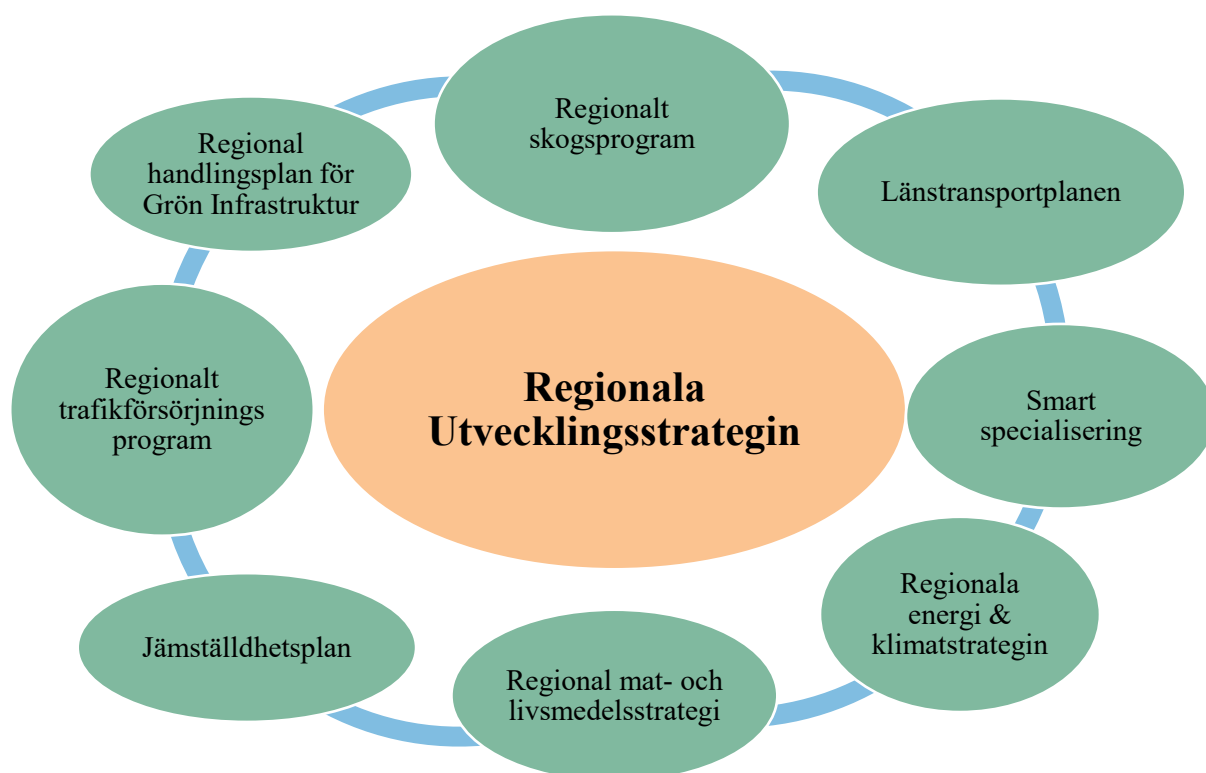 Regionalt
skogsprogram
Regional
handlingsplan för
Grön Infrastruktur
Länstransportplanen
Regionalt
trafikförsörjnings
program
Regionala
Utvecklingsstrategin
Smart
specialisering
Regionala
energi &
klimatstrategin
Jämställdhetsplan
Regional mat- och
livsmedelsstrategi